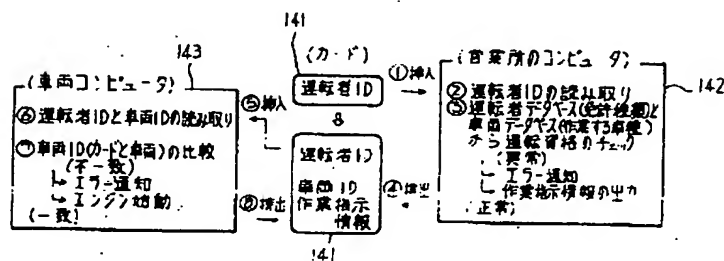 141
143
(カード)
(車両コンピュータ)
(営業所のコンピュータ)
142
運転者ID
①挿入
⑤挿入
⑥運転者IDと車両IDの読み取り
⑦車両ID(カードと車両)の比較
(不一致)
エラー通知
エンジン始動
(一致)
②運転者IDの読み取り
③運転者データベース(免許種類)と
車両データベース(作業する車種)
から運転資格のチェック
(異常)
エラー通知
作業指示情報の出力
(正常)
運転者ID
車両ID
作業指示
情報
⑧排出
④排出
141